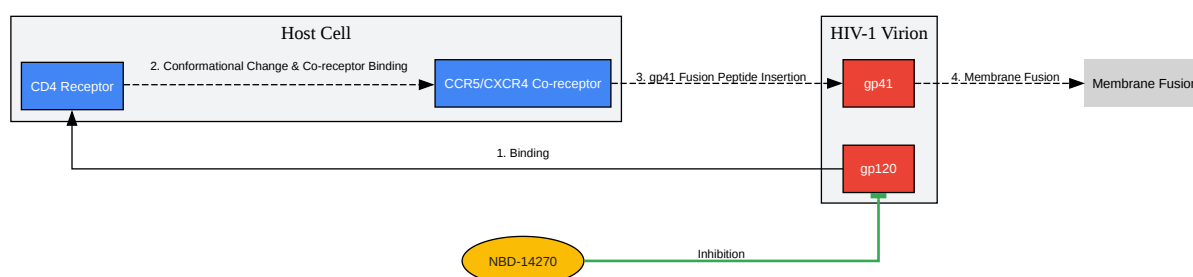 Host Cell
HIV-1 Virion
CD4 Receptor
2. Conformational Change & Co-receptor Binding
CCR5/CXCR4 Co-receptor
3. gp41 Fusion Peptide Insertion
gp41
4. Membrane Fusion
Membrane Fusion
1. Binding
gp120
NBD-14270
Inhibition